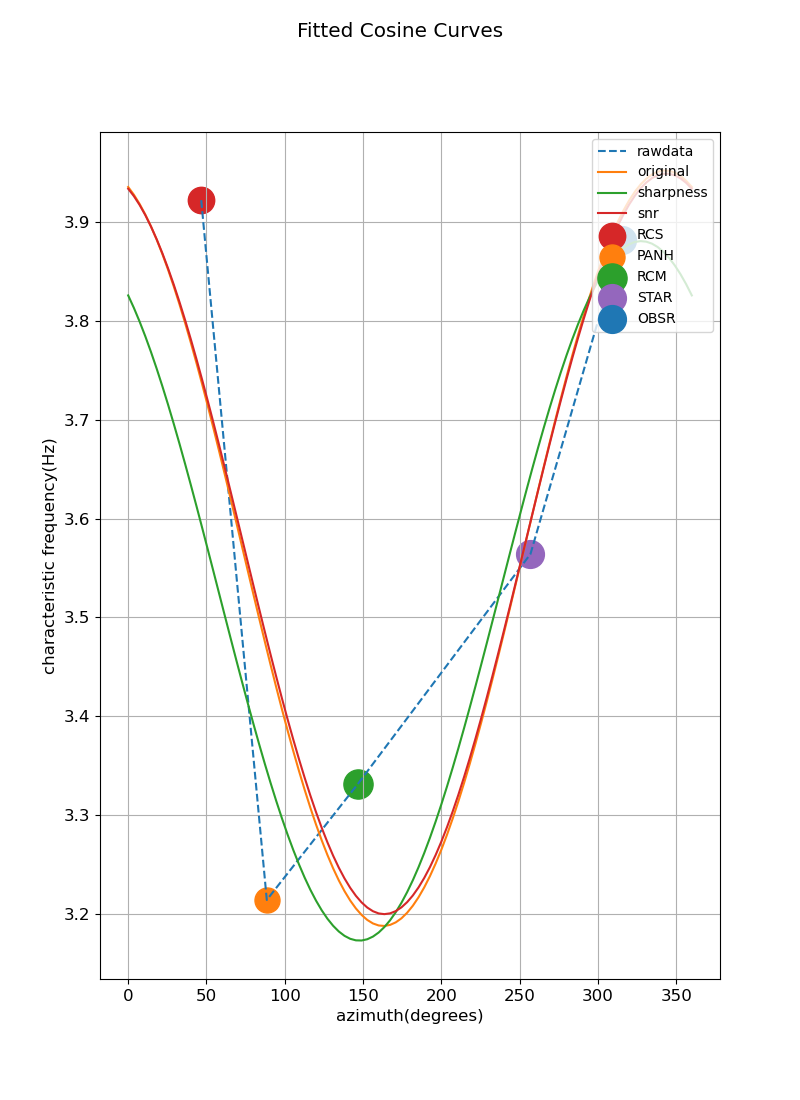 Fitted Cosine Curves
rawdata
original
sharpness
snr
RCS
PANH
RCM
STAR
OBSR
3.9
3.8
3.7
3.6
3.5
3.4
3.3
3.2
characteristic frequency(Hz)
0 50 100 150 200 250 300 350
azimuth(degrees)